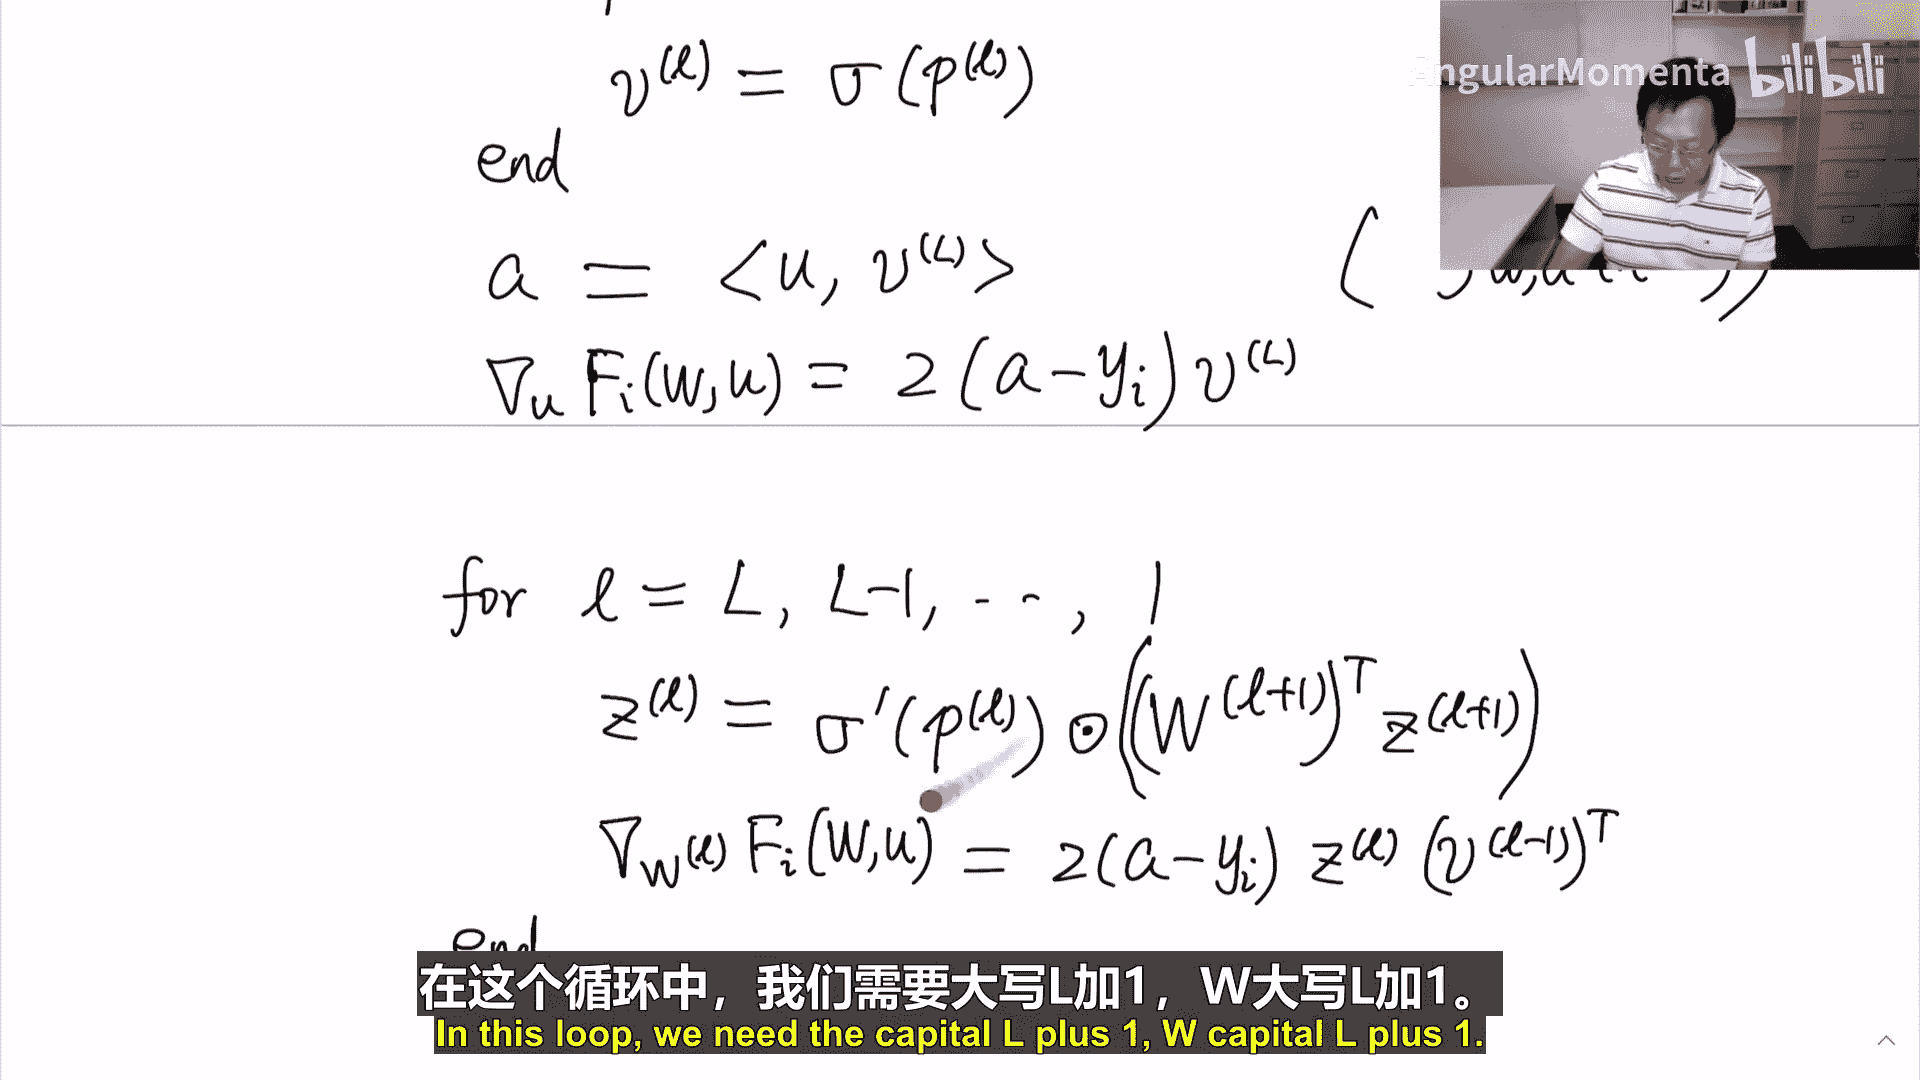 AngularMomenta bilibili
v^(l) = σ(p^(l))
end
a = <u, v^(L)>
∇_u F_i(W,u) = 2(a-y_i)v^(L)
for l = L, L-1, ---, 1
z^(l) = σ'(p^(l)) ⊙ ((W^(l+1))^T z^(l+1))
∇_W^(l) F_i(W,u) = 2(a-y_i) z^(l) (v^(l-1))^T
end
在这个循环中，我们需要大写L加1，W大写L加1。
In this loop, we need the capital L plus 1, W capital L plus 1.